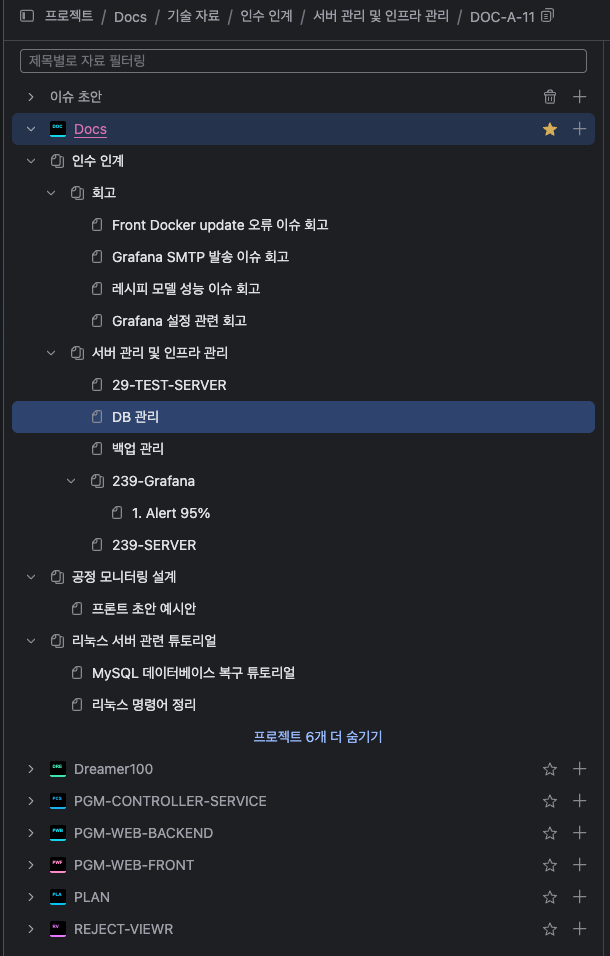 프로젝트 / Docs / 기술 자료 / 인수 인계 / 서버 관리 및 인프라 관리 / DOC-A-11
제목별로 자료 필터링
이슈 초안
DOC Docs
인수 인계
회고
Front Docker update 오류 이슈 회고
Grafana SMTP 발송 이슈 회고
레시피 모델 성능 이슈 회고
Grafana 설정 관련 회고
서버 관리 및 인프라 관리
29-TEST-SERVER
DB 관리
백업 관리
239-Grafana
1. Alert 95%
239-SERVER
공정 모니터링 설계
프론트 초안 예시안
리눅스 서버 관련 튜토리얼
MySQL 데이터베이스 복구 튜토리얼
리눅스 명령어 정리
프로젝트 6개 더 숨기기
DRE Dreamer100
PCS PGM-CONTROLLER-SERVICE
PWB PGM-WEB-BACKEND
PWF PGM-WEB-FRONT
PLA PLAN
RV REJECT-VIEWR